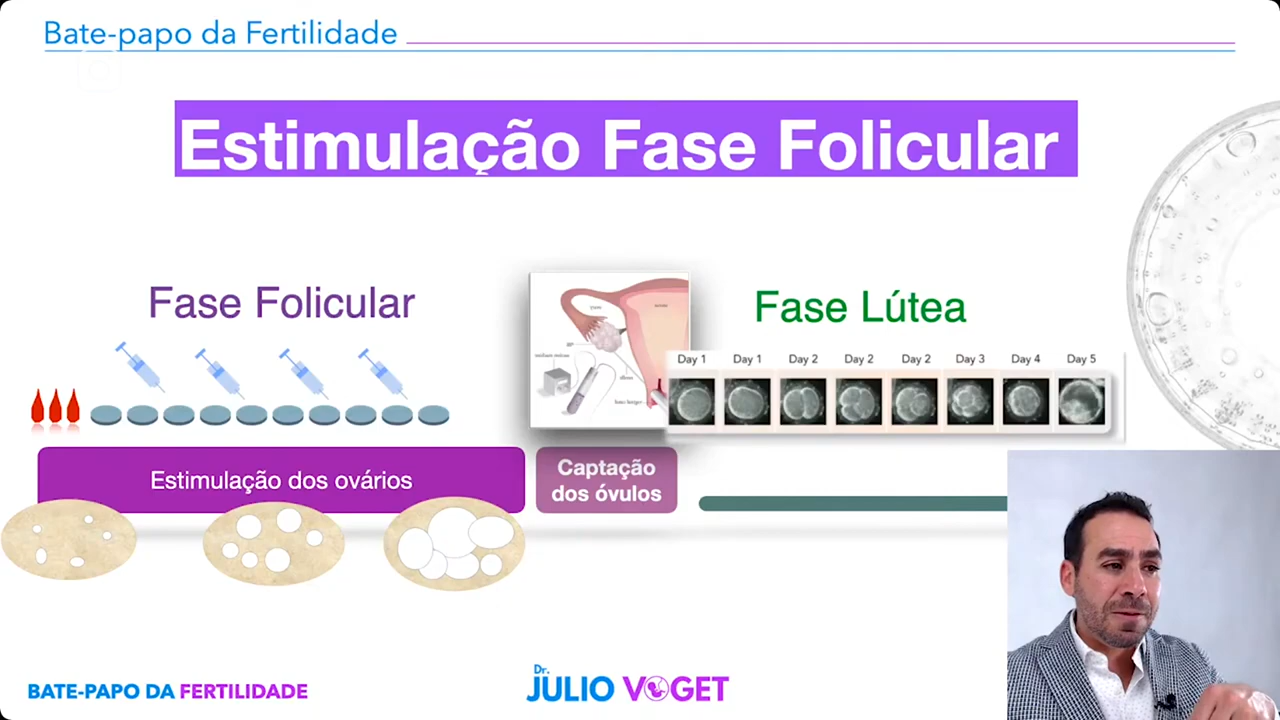 Bate-papo da Fertilidade
Estimulação Fase Folicular
Fase Folicular
Fase Lútea
Day 1 Day 1 Day 2 Day 2 Day 2 Day 3 Day 4 Day 5
Estimulação dos ovários
Captação
dos óvulos
BATE-PAPO DA FERTILIDADE
Dr.
JULIO VOGET